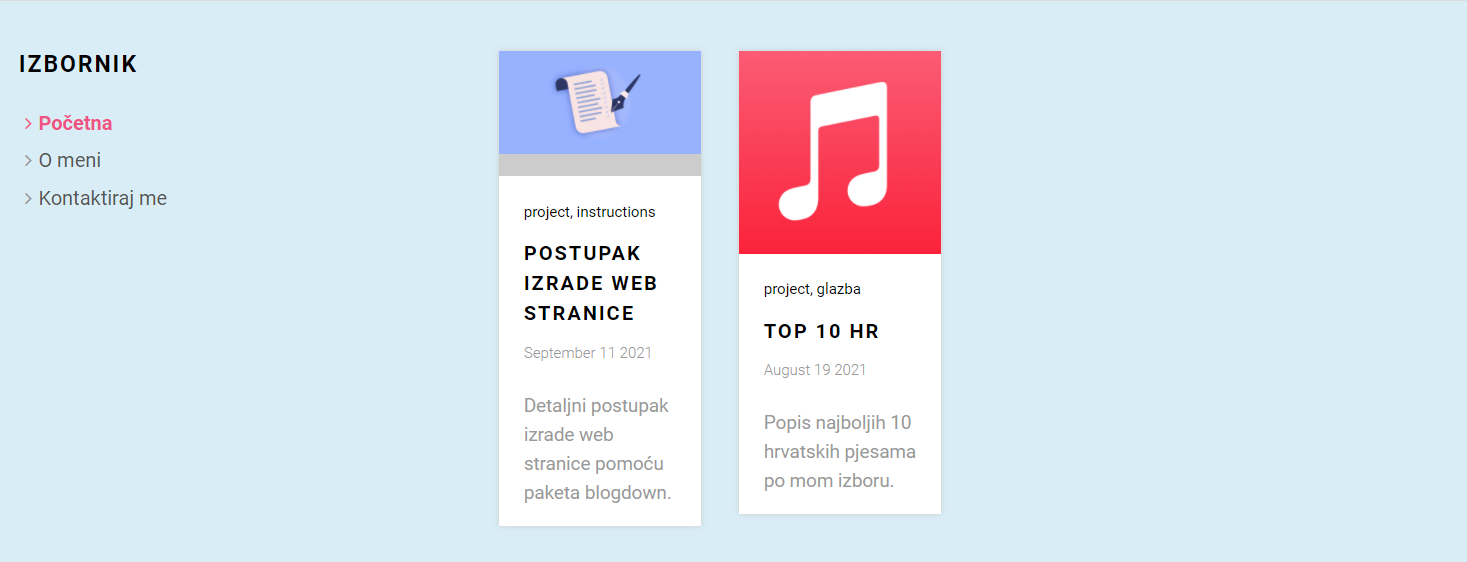 IZBORNIK
Početna
O meni
Kontaktiraj me
project, instructions
POSTUPAK
IZRADE WEB
STRANICE
September 11 2021
Detaljni postupak
izrade web
stranice pomoću
paketa blogdown.
project, glazba
TOP 10 HR
August 19 2021
Popis najboljih 10
hrvatskih pjesama
po mom izboru.